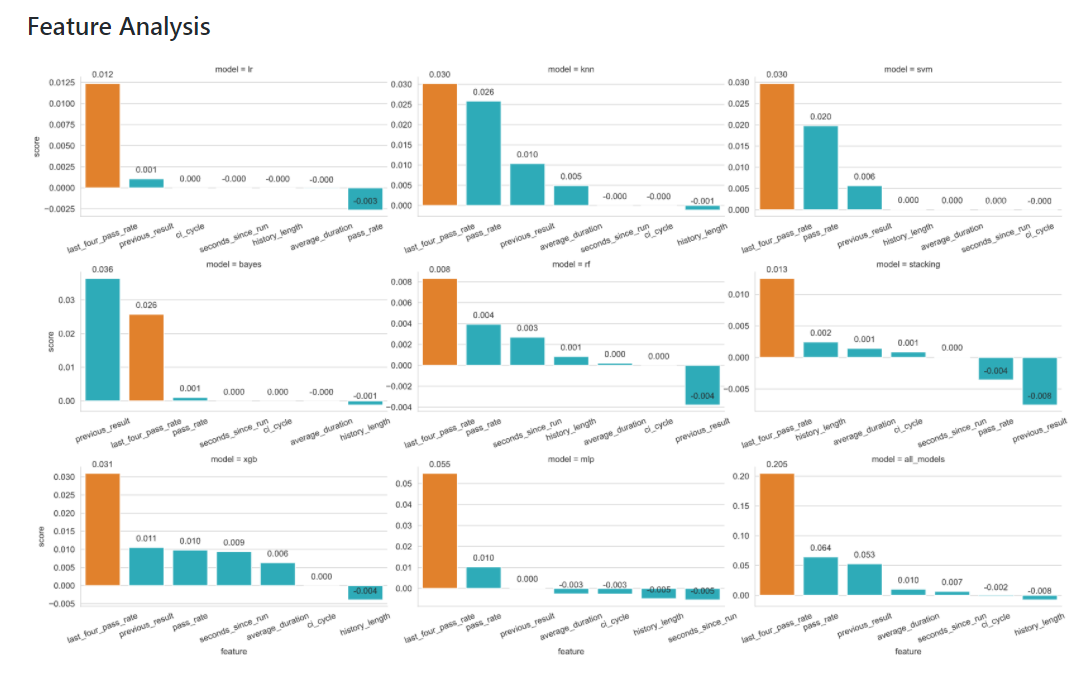 Feature Analysis
model = lr
0.012
0.0125
0.0100
0.0075
0.0050
0.0025
0.0000
−0.0025
score
0.001
0.000
-0.000
-0.000
-0.000
-0.003
last_four_pass_rate
previous_result
ci_cycle
seconds_since_run
history_length
average_duration
pass_rate
model = knn
0.030
0.030
0.025
0.020
0.015
0.010
0.005
0.000
0.026
0.010
0.005
-0.000
-0.000
-0.001
last_four_pass_rate
pass_rate
previous_result
average_duration
seconds_since_run
ci_cycle
history_length
model = svm
0.030
0.030
0.025
0.020
0.015
0.010
0.005
0.000
0.020
0.006
0.000
0.000
0.000
-0.000
last_four_pass_rate
pass_rate
previous_result
history_length
average_duration
seconds_since_run
ci_cycle
model = bayes
0.036
0.03
0.02
0.01
0.00
score
0.026
0.001
0.000
0.000
-0.000
-0.001
previous_result
last_four_pass_rate
pass_rate
seconds_since_run
ci_cycle
average_duration
history_length
model = rf
0.008
0.008
0.006
0.004
0.002
0.000
−0.002
−0.004
0.004
0.003
0.001
0.000
0.000
-0.004
last_four_pass_rate
pass_rate
seconds_since_run
history_length
average_duration
ci_cycle
previous_result
model = stacking
0.013
0.010
0.005
0.000
−0.005
0.002
0.001
0.001
0.000
-0.004
-0.008
last_four_pass_rate
history_length
average_duration
ci_cycle
seconds_since_run
pass_rate
previous_result
model = xgb
0.031
0.030
0.025
0.020
0.015
0.010
0.005
0.000
−0.005
score
0.011
0.010
0.009
0.006
0.000
-0.004
last_four_pass_rate
previous_result
pass_rate
seconds_since_run
average_duration
ci_cycle
history_length
feature
model = mlp
0.055
0.05
0.04
0.03
0.02
0.01
0.00
0.010
0.000
-0.003
-0.003
-0.005
-0.005
last_four_pass_rate
pass_rate
previous_result
average_duration
ci_cycle
history_length
seconds_since_run
feature
model = all_models
0.205
0.20
0.15
0.10
0.05
0.00
0.064
0.053
0.010
0.007
-0.002
-0.008
last_four_pass_rate
pass_rate
previous_result
average_duration
seconds_since_run
ci_cycle
history_length
feature